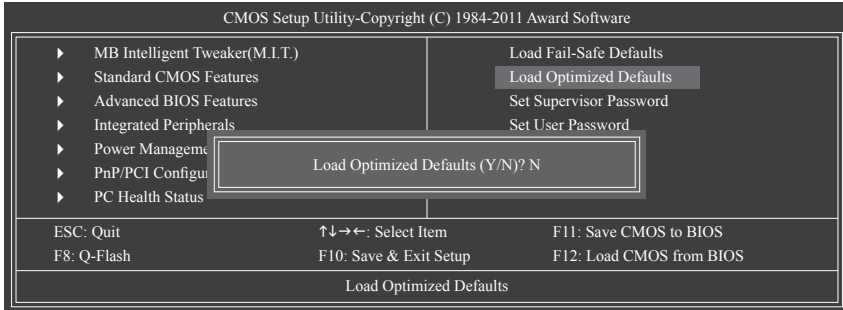 CMOS Setup Utility-Copyright (C) 1984-2011 Award Software
MB Intelligent Tweaker(M.I.T.)
Standard CMOS Features
Advanced BIOS Features
Integrated Peripherals
Power
PnP/PCI
PC Health Status
Load Fail-Safe Defaults
Load Optimized Defaults
Set Supervisor Password
Set User Password
Load Optimized Defaults (Y/N)? N
ESC: Quit ↑↓→←: Select Item F11: Save CMOS to BIOS
F8: Q-Flash F10: Save & Exit Setup F12: Load CMOS from BIOS
Load Optimized Defaults